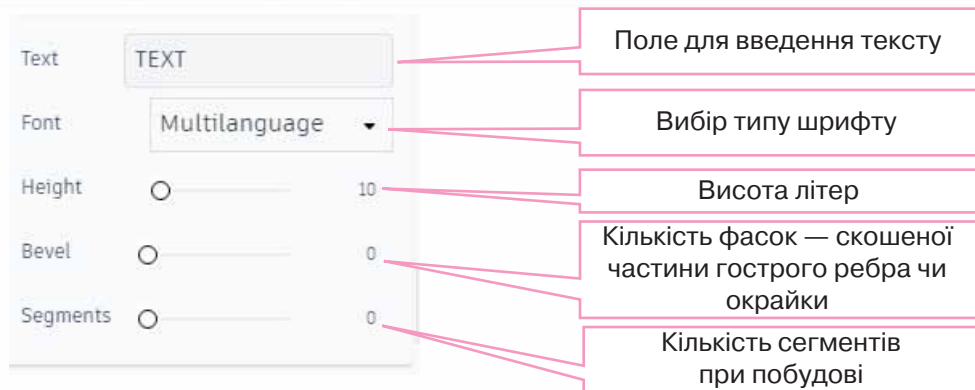 Text TEXT
Поле для введення тексту
Font Multilanguage
Вибір типу шрифту
Height 10
Висота літер
Bevel 0
Кількість фасок — скошеної
частини гострого ребра чи
окрайки
Segments 0
Кількість сегментів
при побудові